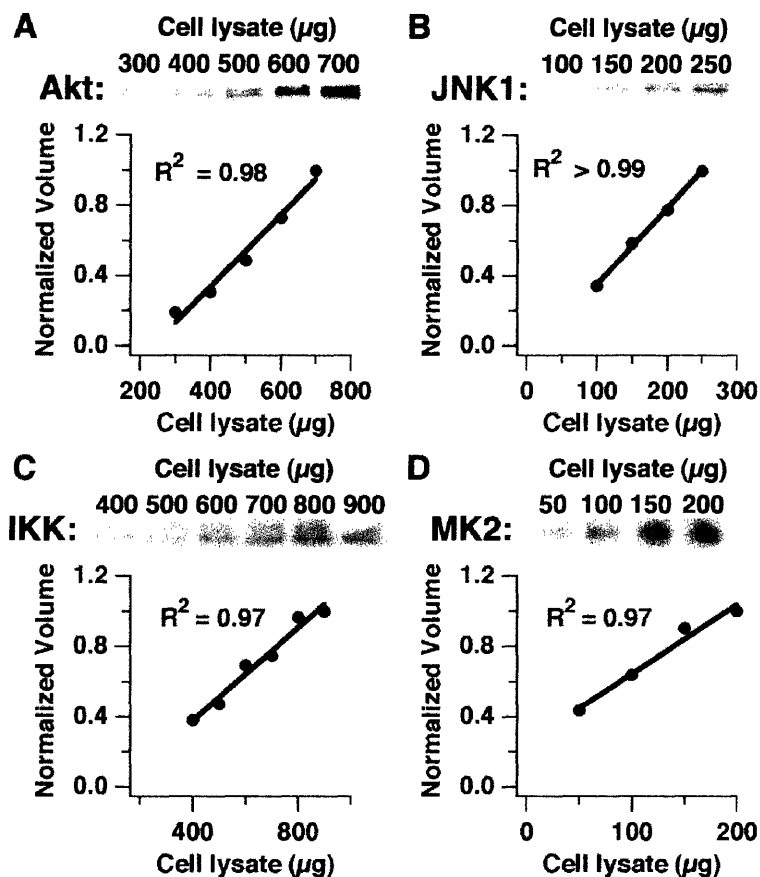 A
Cell lysate (µg)
300 400 500 600 700
Akt:
1.2
R² = 0.98
0.8
0.4
0.0
Normalized Volume
200 400 600 800
Cell lysate (µg)
B
Cell lysate (µg)
100 150 200 250
JNK1:
1.2
R² > 0.99
0.8
0.4
0.0
Normalized Volume
0 100 200 300
Cell lysate (µg)
C
Cell lysate (µg)
400 500 600 700 800 900
IKK:
1.2
R² = 0.97
0.8
0.4
0.0
Normalized Volume
400 800
Cell lysate (µg)
D
Cell lysate (µg)
50 100 150 200
MK2:
1.2
R² = 0.97
0.8
0.4
0.0
Normalized Volume
0 100 200
Cell lysate (µg)